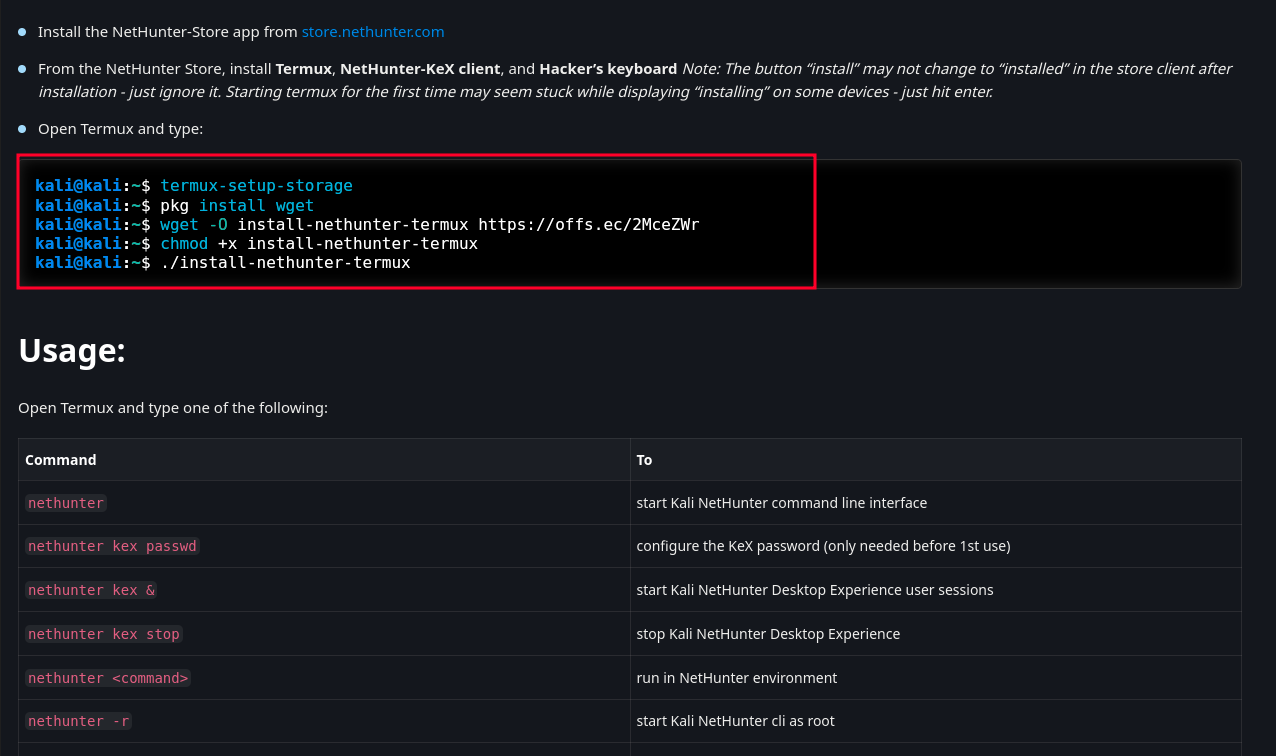 Install the NetHunter-Store app from store.nethunter.com
From the NetHunter Store, install Termux, NetHunter-KeX client, and Hacker’s keyboard Note: The button “install” may not change to “installed” in the store client after
installation - just ignore it. Starting termux for the first time may seem stuck while displaying “installing” on some devices - just hit enter.
Open Termux and type:
kali@kali:~$ termux-setup-storage
kali@kali:~$ pkg install wget
kali@kali:~$ wget -O install-nethunter-termux https://offs.ec/2MceZWr
kali@kali:~$ chmod +x install-nethunter-termux
kali@kali:~$ ./install-nethunter-termux
Usage:
Open Termux and type one of the following:
Command To
nethunter start Kali NetHunter command line interface
nethunter kex passwd configure the KeX password (only needed before 1st use)
nethunter kex & start Kali NetHunter Desktop Experience user sessions
nethunter kex stop stop Kali NetHunter Desktop Experience
nethunter <command> run in NetHunter environment
nethunter -r start Kali NetHunter cli as root